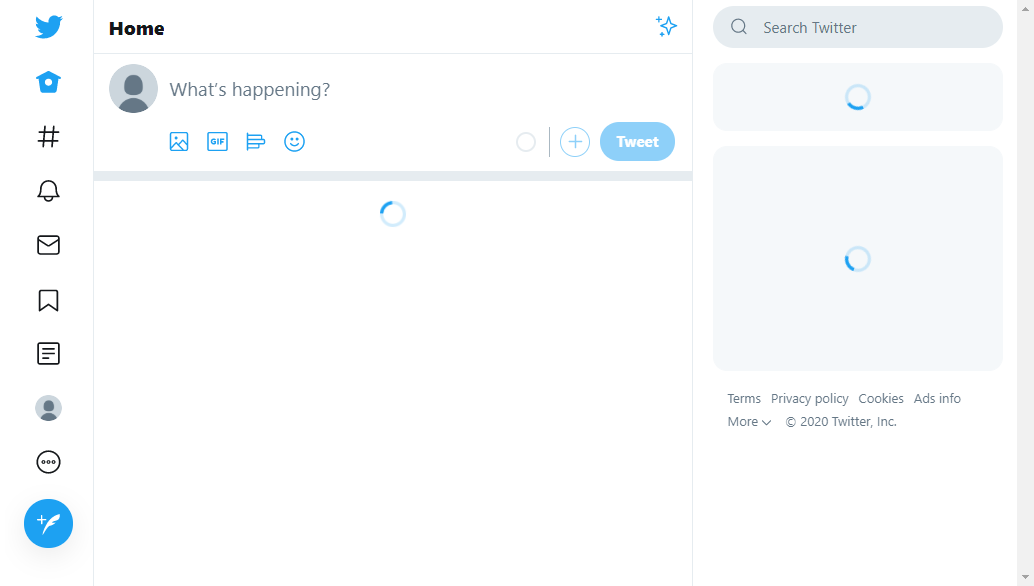 Home
What's happening?
GIF
Tweet
Search Twitter
Terms Privacy policy Cookies Ads info
More © 2020 Twitter, Inc.